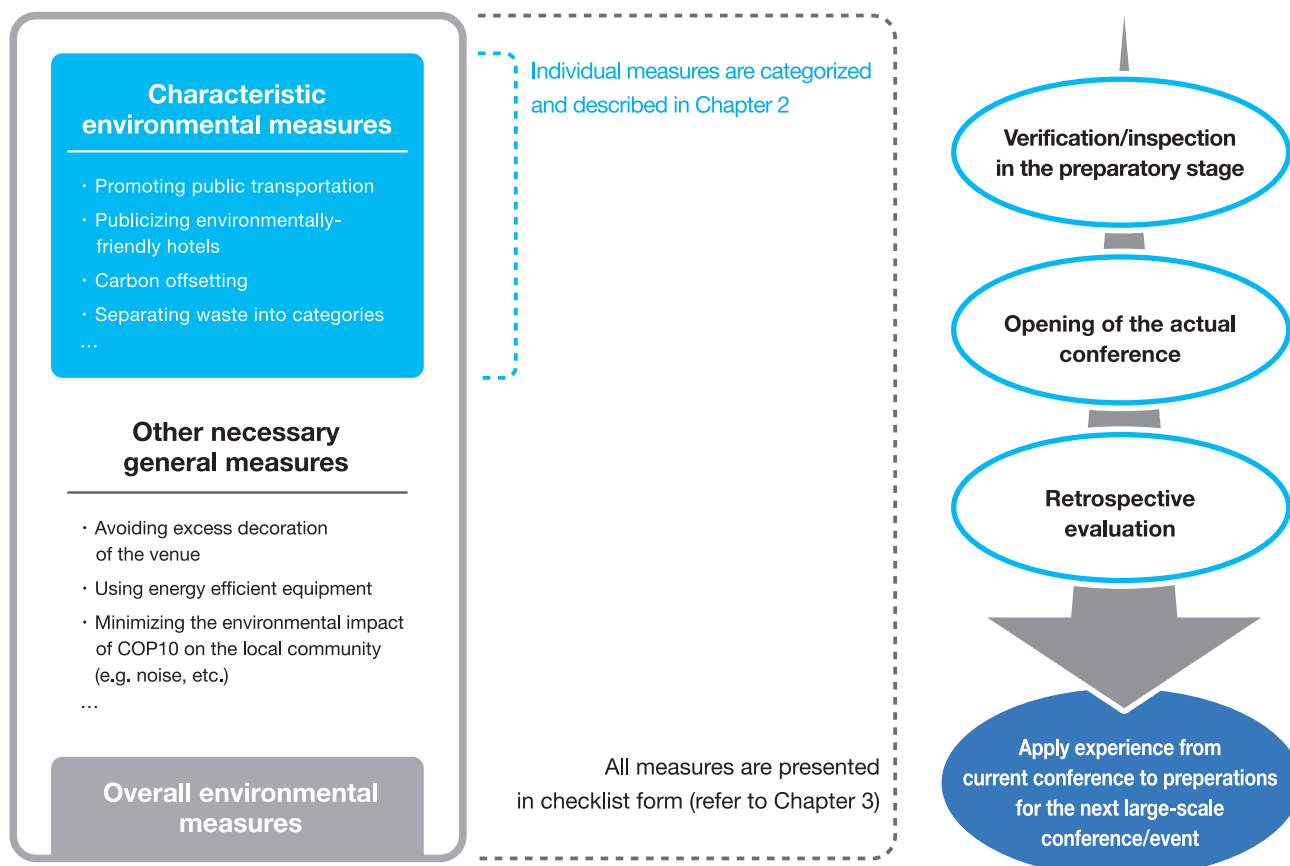 Characteristic
environmental measures
・Promoting public transportation
・Publicizing environmentally-
friendly hotels
・Carbon offsetting
・Separating waste into categories
…
Other necessary
general measures
・Avoiding excess decoration
of the venue
・Using energy efficient equipment
・Minimizing the environmental impact
of COP10 on the local community
(e.g. noise, etc.)
…
Overall environmental
measures
Individual measures are categorized
and described in Chapter 2
All measures are presented
in checklist form (refer to Chapter 3)
Verification/inspection
in the preparatory stage
Opening of the actual
conference
Retrospective
evaluation
Apply experience from
current conference to preperations
for the next large-scale
conference/event